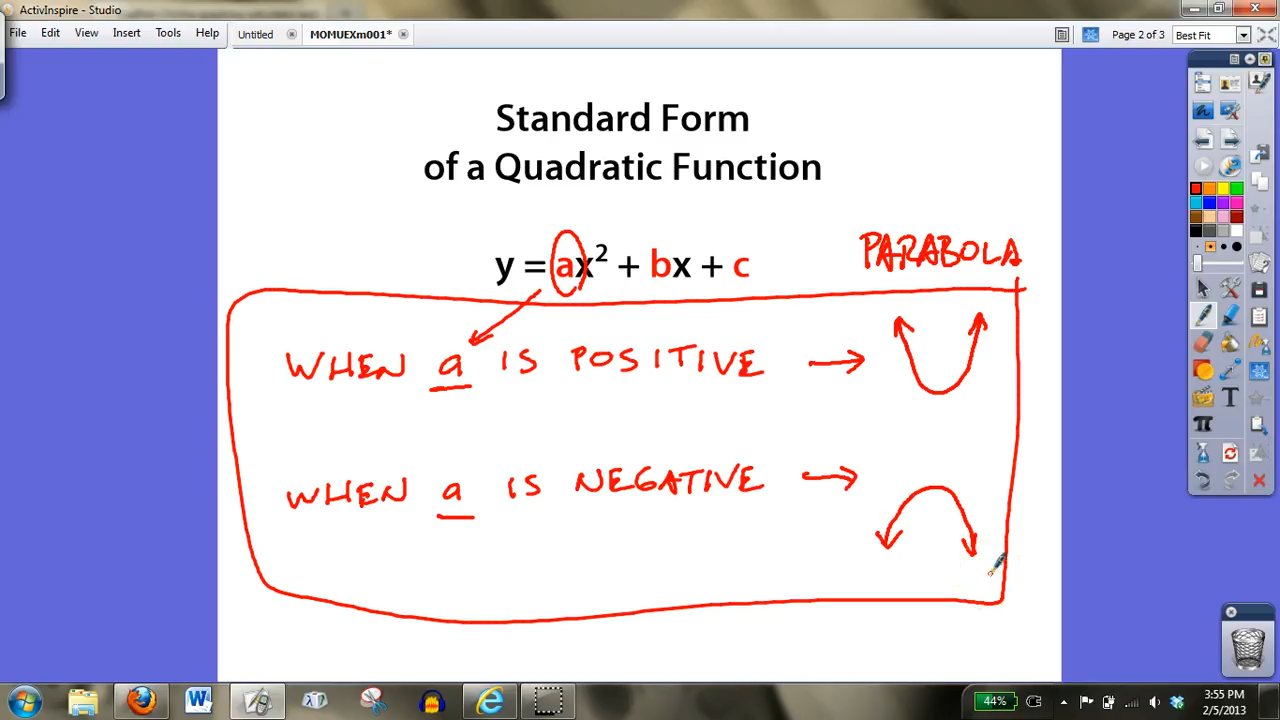 ActivInspire - Studio
File Edit View Insert Tools Help Untitled MOMUEXm001* Page 2 of 3 Best Fit
Standard Form
of a Quadratic Function
y = ax² + bx + c
PARABOLA
WHEN a IS POSITIVE →
WHEN a IS NEGATIVE →
44% 3:55 PM
2/5/2013